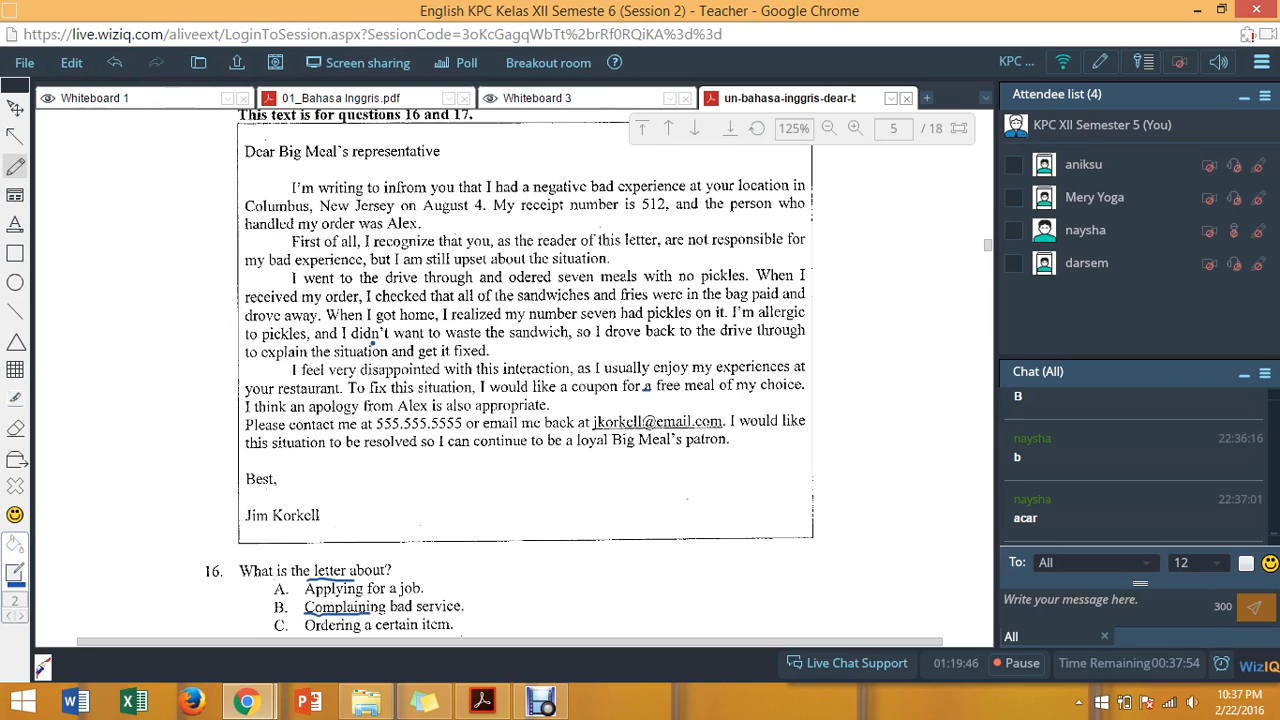 English KPC Kelas XII Semeste 6 (Session 2) - Teacher - Google Chrome
https://live.wiziq.com/aliveext/LoginToSession.aspx?SessionCode=3oKcGagqWbTt%2brRf0RQiKA%3d%3d
File Edit Screen sharing Poll Breakout room ? KPC ...
Whiteboard 1 01_Bahasa Inggris.pdf Whiteboard 3 un-bahasa-inggris-dear-b
Attendee list (4)
KPC XII Semester 5 (You)
aniksu
Mery Yoga
naysha
darsem
This text is for questions 16 and 17.
125% 5 / 18
Dear Big Meal's representative
I'm writing to infrom you that I had a negative bad experience at your location in
Columbus, New Jersey on August 4. My receipt number is 512, and the person who
handled my order was Alex.
First of all, I recognize that you, as the reader of this letter, are not responsible for
my bad experience, but I am still upset about the situation.
I went to the drive through and odered seven meals with no pickles. When I
received my order, I checked that all of the sandwiches and fries were in the bag paid and
drove away. When I got home, I realized my number seven had pickles on it. I'm allergic
to pickles, and I didn't want to waste the sandwich, so I drove back to the drive through
to explain the situation and get it fixed.
I feel very disappointed with this interaction, as I usually enjoy my experiences at
your restaurant. To fix this situation, I would like a coupon for a free meal of my choice.
I think an apology from Alex is also appropriate.
Please contact me at 555.555.5555 or email me back at jkorkell@email.com. I would like
this situation to be resolved so I can continue to be a loyal Big Meal's patron.
Best,
Jim Korkell
16. What is the letter about?
A. Applying for a job.
B. Complaining bad service.
C. Ordering a certain item.
2
Chat (All)
B
naysha 22:36:16
b
naysha 22:37:01
acar
To: All 12
Write your message here. 300
All
Live Chat Support 01:19:46 Pause Time Remaining 00:37:54 WizIQ
10:37 PM
2/22/2016